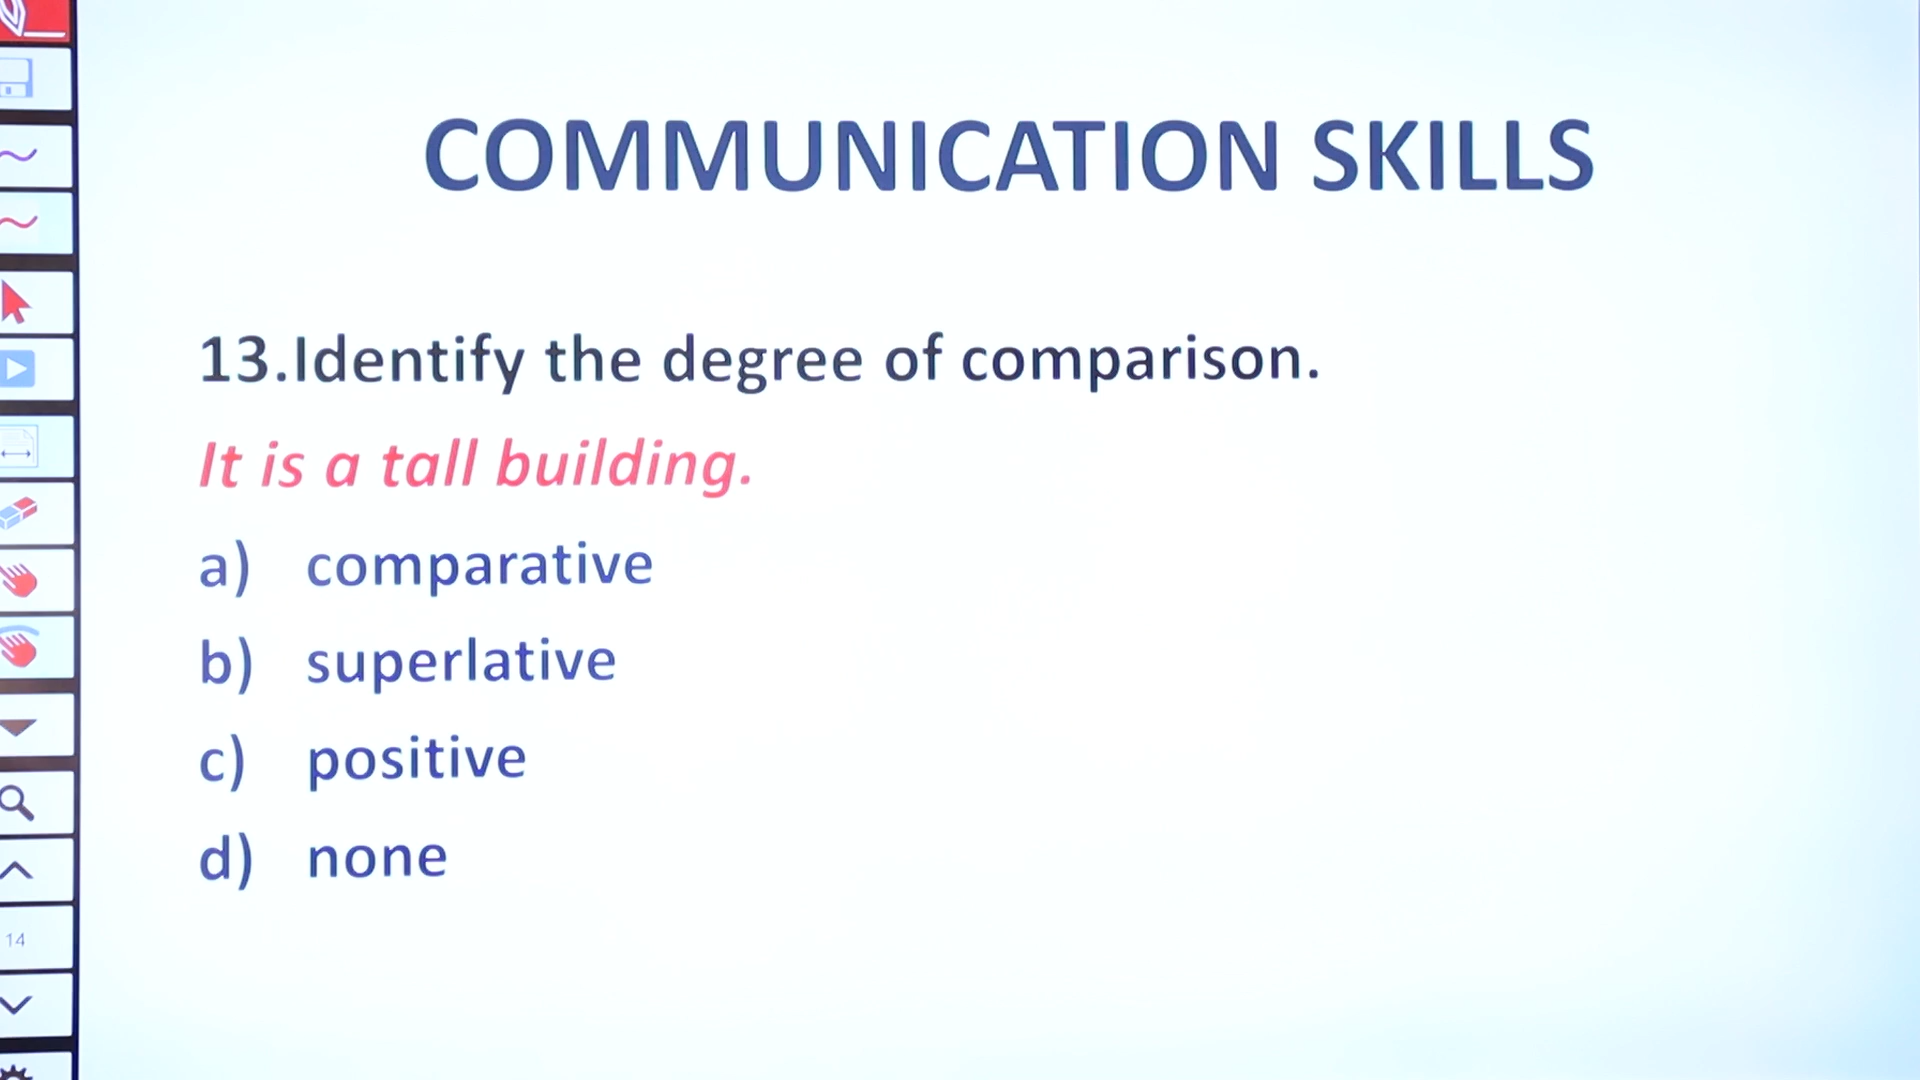 COMMUNICATION SKILLS
13.Identify the degree of comparison.
It is a tall building.
a) comparative
b) superlative
c) positive
d) none
14